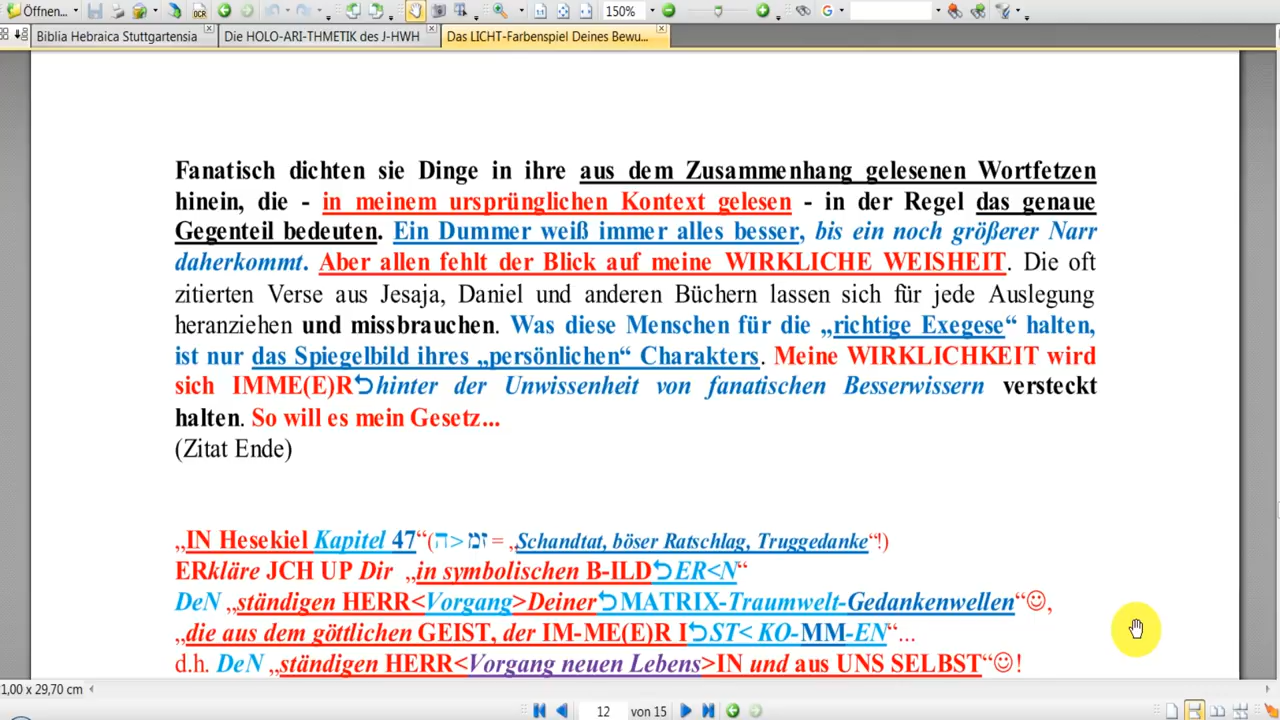 Öffnen... OCR 150% G
Biblia Hebraica Stuttgartensia Die HOLO-ARI-THMETIK des J-HWH Das LICHT-Farbenspiel Deines Bewu...
Fanatisch dichten sie Dinge in ihre aus dem Zusammenhang gelesenen Wortfetzen
hinein, die - in meinem ursprünglichen Kontext gelesen - in der Regel das genaue
Gegenteil bedeuten. Ein Dummer weiß immer alles besser, bis ein noch größerer Narr
daherkommt. Aber allen fehlt der Blick auf meine WIRKLICHE WEISHEIT. Die oft
zitierten Verse aus Jesaja, Daniel und anderen Büchern lassen sich für jede Auslegung
heranziehen und missbrauchen. Was diese Menschen für die „richtige Exegese“ halten,
ist nur das Spiegelbild ihres „persönlichen“ Charakters. Meine WIRKLICHKEIT wird
sich IMME(E)R⮌hinter der Unwissenheit von fanatischen Besserwissern versteckt
halten. So will es mein Gesetz...
(Zitat Ende)
„IN Hesekiel Kapitel 47“(ה< זמ = „Schandtat, böser Ratschlag, Truggedanke“!)
ERkläre JCH UP Dir „in symbolischen B-ILD⮌ER<N“
DeN „ständigen HERR<Vorgang>Deiner⮌MATRIX-Traumwelt-Gedankenwellen“☺,
„die aus dem göttlichen GEIST, der IM-ME(E)R I⮌ST< KO-MM-EN“...
d.h. DeN „ständigen HERR<Vorgang neuen Lebens>IN und aus UNS SELBST“☺!
1,00 x 29,70 cm
12 von 15